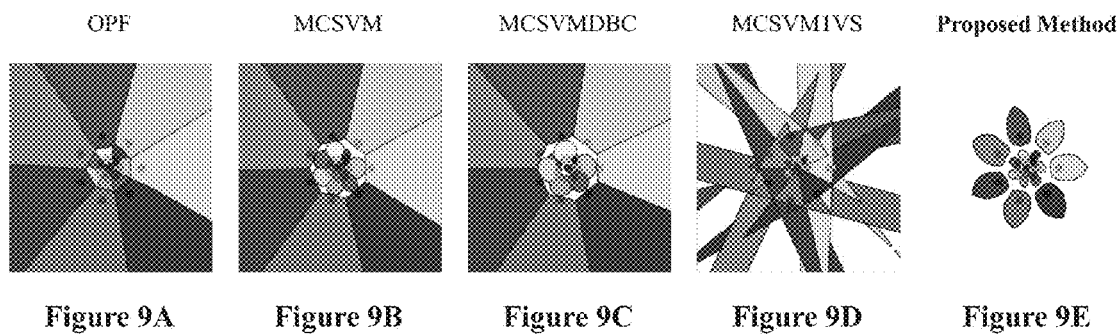 OPF MCSVM MCSVMDBC MCSVM1VS Proposed Method
Figure 9A Figure 9B Figure 9C Figure 9D Figure 9E